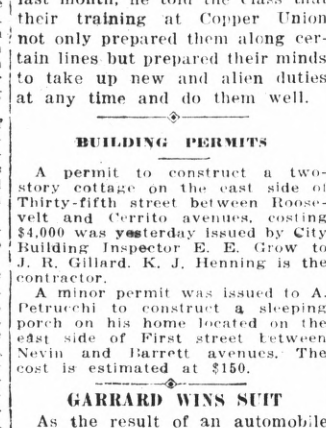 last month, he told the class that
their training at Copper Union
not only prepared them along cer-
tain lines but prepared their minds
to take up new and alien duties
at any time and do them well.
BUILDING PERMITS
A permit to construct a two-
story cottage on the east side of
Thirty-fifth street between Roose-
velt and Cerrito avenues, costing
$4,000 was yesterday issued by City
Building Inspector E. E. Grow to
J. R. Gillard. K. J. Henning is the
contractor.
A minor permit was issued to A.
Petrucchi to construct a sleeping
porch on his home located on the
east side of First street between
Nevin and Barrett avenues. The
cost is estimated at $150.
GARRARD WINS SUIT
As the result of an automobile